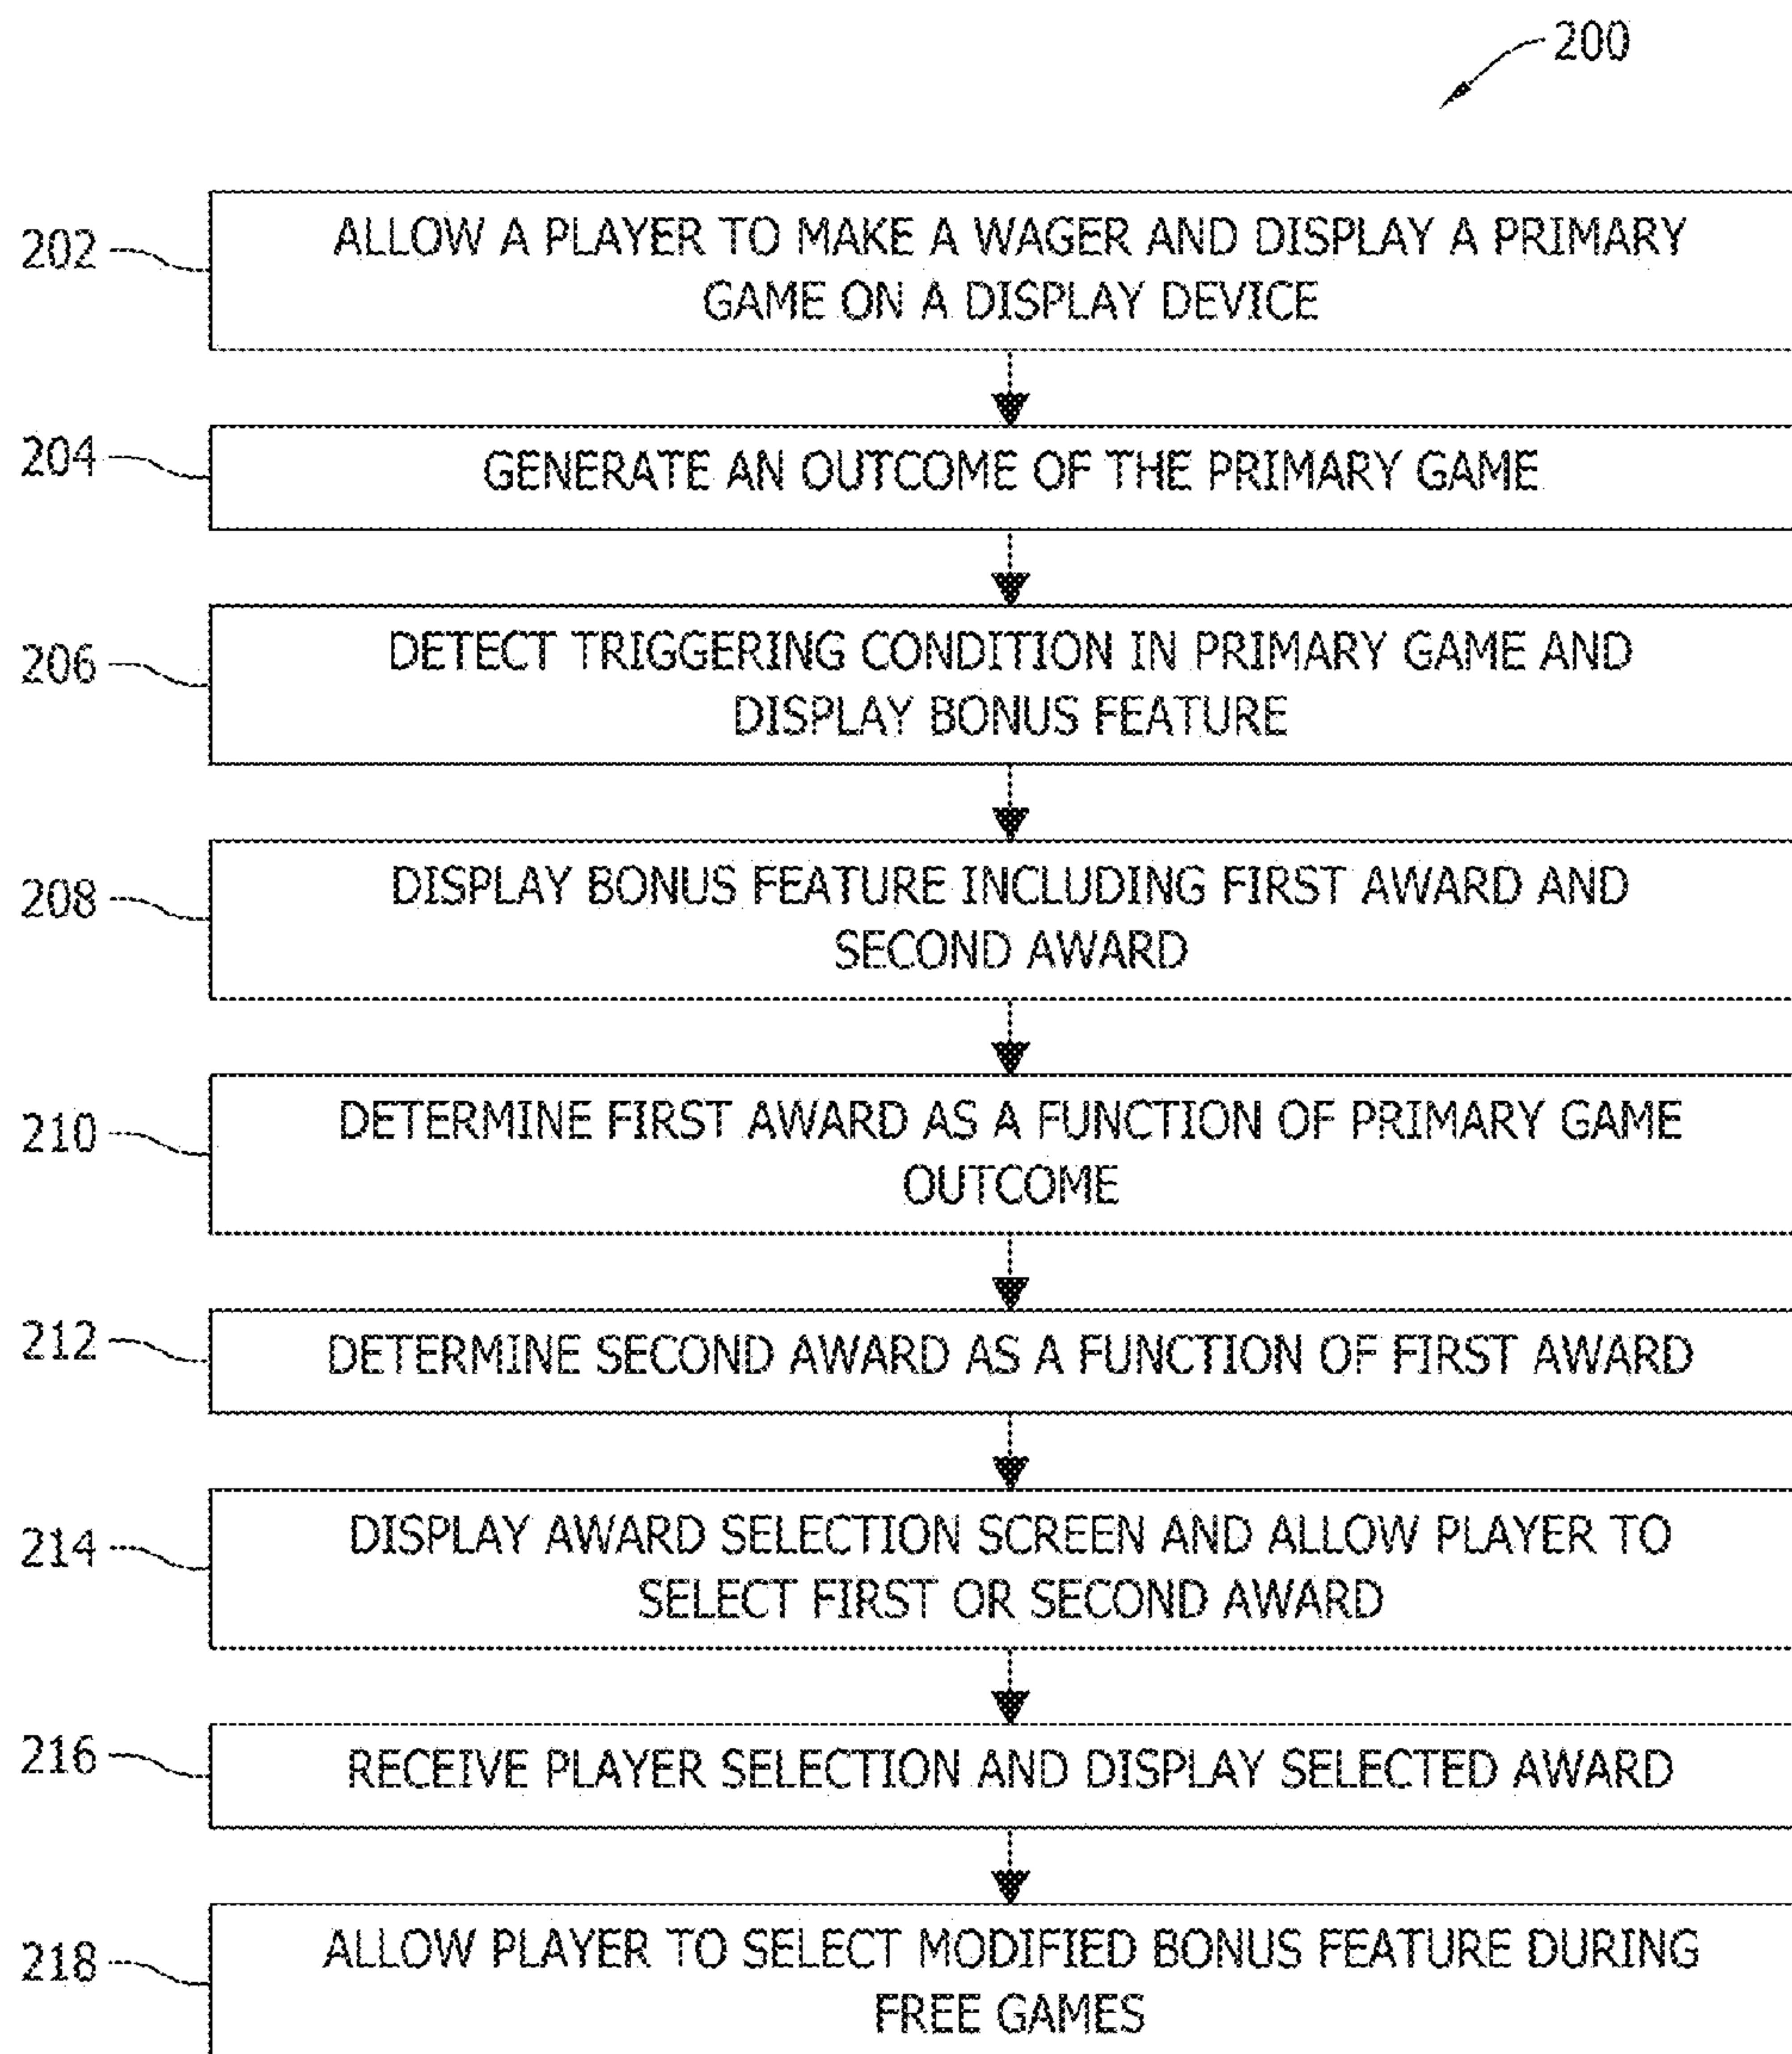 200
202
ALLOW A PLAYER TO MAKE A WAGER AND DISPLAY A PRIMARY
GAME ON A DISPLAY DEVICE
204
GENERATE AN OUTCOME OF THE PRIMARY GAME
206
DETECT TRIGGERING CONDITION IN PRIMARY GAME AND
DISPLAY BONUS FEATURE
208
DISPLAY BONUS FEATURE INCLUDING FIRST AWARD AND
SECOND AWARD
210
DETERMINE FIRST AWARD AS A FUNCTION OF PRIMARY GAME
OUTCOME
212
DETERMINE SECOND AWARD AS A FUNCTION OF FIRST AWARD
214
DISPLAY AWARD SELECTION SCREEN AND ALLOW PLAYER TO
SELECT FIRST OR SECOND AWARD
216
RECEIVE PLAYER SELECTION AND DISPLAY SELECTED AWARD
218
ALLOW PLAYER TO SELECT MODIFIED BONUS FEATURE DURING
FREE GAMES